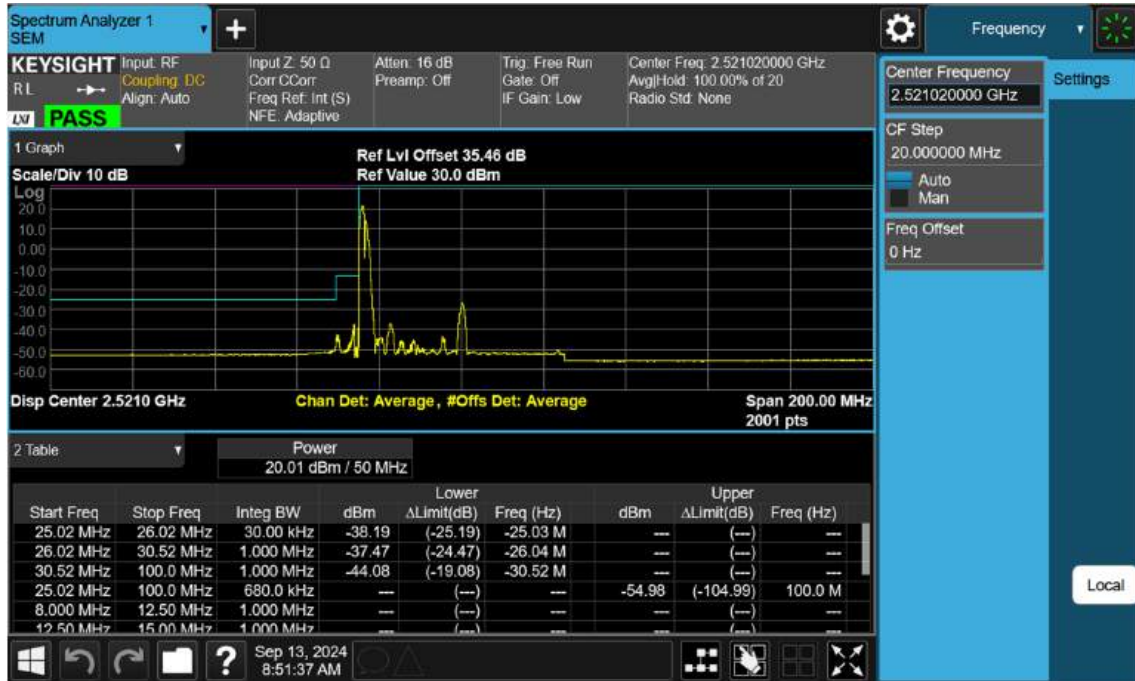 Spectrum Analyzer 1
SEM
+
Frequency
KEYSIGHT
RL
LXI
PASS
Input: RF
Coupling: DC
Align: Auto
Input Z: 50 Ω
Corr CCorr
Freq Ref: Int (S)
NFE: Adaptive
Atten: 16 dB
Preamp: Off
Trig: Free Run
Gate: Off
IF Gain: Low
Center Freq: 2.521020000 GHz
Avg|Hold: 100.00% of 20
Radio Std: None
Center Frequency
2.521020000 GHz
Settings
CF Step
20.000000 MHz
Auto
Man
Freq Offset
0 Hz
1 Graph
Scale/Div 10 dB
Ref Lvl Offset 35.46 dB
Ref Value 30.0 dBm
Log
20.0
10.0
0.00
-10.0
-20.0
-30.0
-40.0
-50.0
-60.0
Disp Center 2.5210 GHz
Chan Det: Average, #Offs Det: Average
Span 200.00 MHz
2001 pts
2 Table
Power
20.01 dBm / 50 MHz
Lower Upper
Start Freq Stop Freq Integ BW dBm ΔLimit(dB) Freq (Hz) dBm ΔLimit(dB) Freq (Hz)
25.02 MHz 26.02 MHz 30.00 kHz -38.19 (-25.19) -25.03 M --- (---) ---
26.02 MHz 30.52 MHz 1.000 MHz -37.47 (-24.47) -26.04 M --- (---) ---
30.52 MHz 100.0 MHz 1.000 MHz -44.08 (-19.08) -30.52 M --- (---) ---
25.02 MHz 100.0 MHz 680.0 kHz --- (---) --- -54.98 (-104.99) 100.0 M
8.000 MHz 12.50 MHz 1.000 MHz --- (---) --- --- (---) ---
12.50 MHz 15.00 MHz 1.000 MHz --- (---) --- --- (---) ---
Local
?
Sep 13, 2024
8:51:37 AM